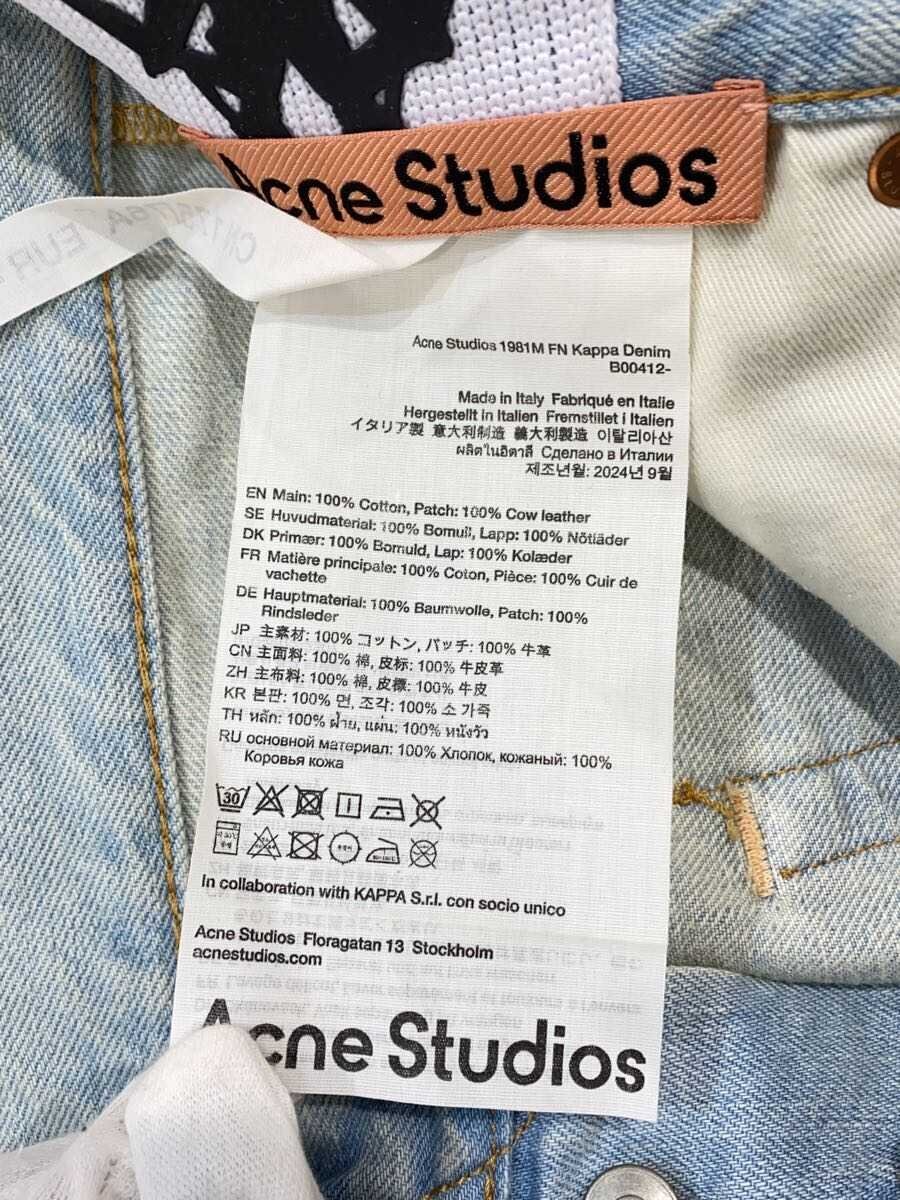 Acne Studios
CN 175/76A
EUR
Acne Studios 1981M FN Kappa Denim
B00412-
Made in Italy Fabriqué en Italie
Hergestellt in Italien Fremstillet i Italien
イタリア製 意大利制造 義大利製造 이탈리아산
ผลิตในอิตาลี Сделано в Италии
제조년월: 2024년 9월
EN Main: 100% Cotton, Patch: 100% Cow leather
SE Huvudmaterial: 100% Bomull, Lapp: 100% Nötläder
DK Primær: 100% Bomuld, Lap: 100% Kolæder
FR Matière principale: 100% Coton, Pièce: 100% Cuir de
vachette
DE Hauptmaterial: 100% Baumwolle, Patch: 100%
Rindsleder
JP 主素材: 100% コットン, パッチ: 100% 牛革
CN 主面料: 100% 棉, 皮标: 100% 牛皮革
ZH 主布料: 100% 棉, 皮標: 100% 牛皮
KR 본판: 100% 면, 조각: 100% 소 가죽
TH หลัก: 100% ฝ้าย, แผ่น: 100% หนังวัว
RU основной материал: 100% Хлопок, кожаный: 100%
Коровья кожа
30
In collaboration with KAPPA S.r.l. con socio unico
Acne Studios Floragatan 13 Stockholm
acnestudios.com
Acne Studios